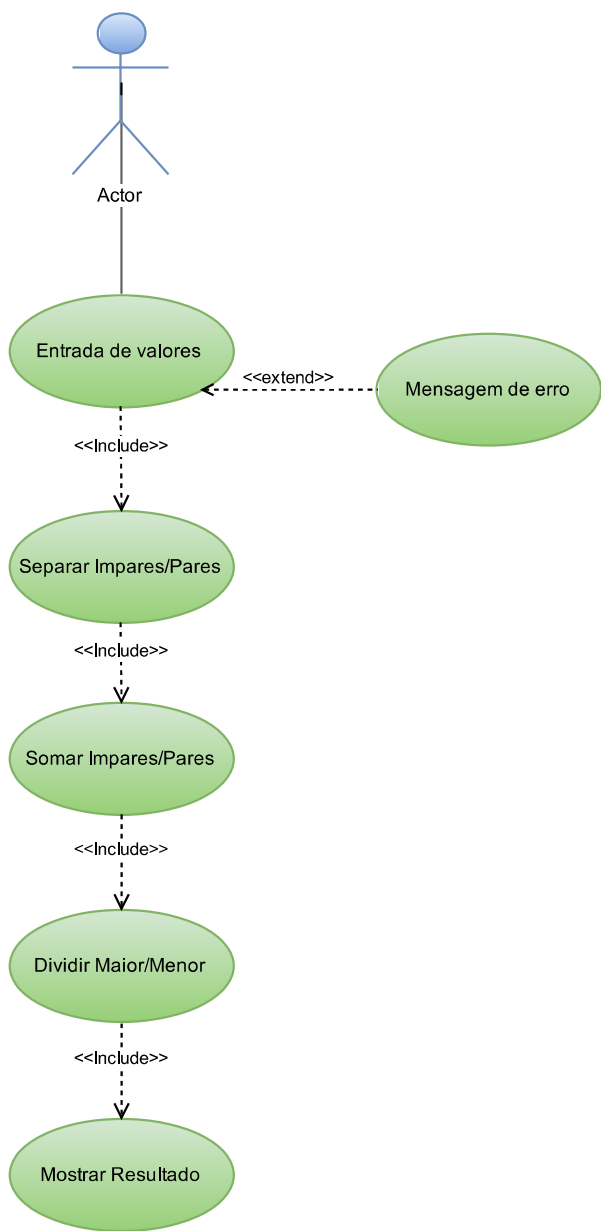 Actor
Entrada de valores
<<extend>>
Mensagem de erro
<<Include>>
Separar Impares/Pares
<<Include>>
Somar Impares/Pares
<<Include>>
Dividir Maior/Menor
<<Include>>
Mostrar Resultado